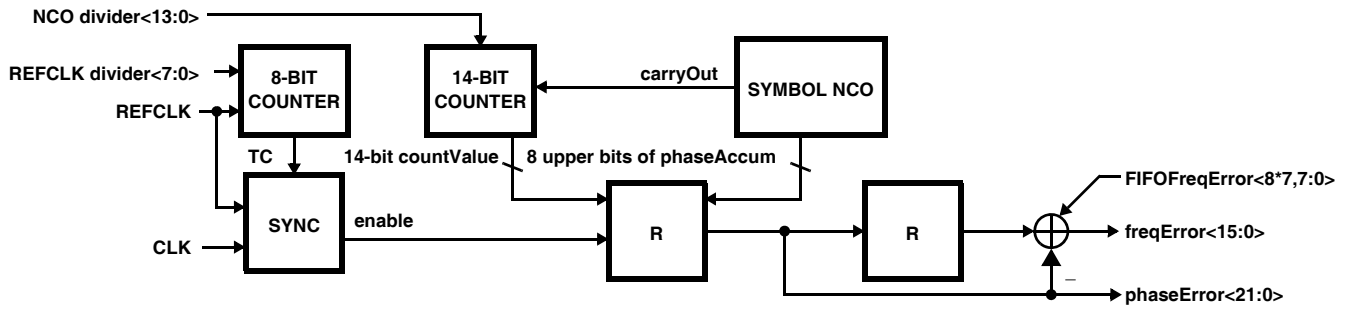 NCO divider<13:0>
REFCLK divider<7:0>
REFCLK
8-BIT
COUNTER
14-BIT
COUNTER
carryOut
SYMBOL NCO
TC
14-bit countValue
8 upper bits of phaseAccum
SYNC
CLK
enable
R
R
FIFOFreqError<8*7,7:0>
freqError<15:0>
–
phaseError<21:0>